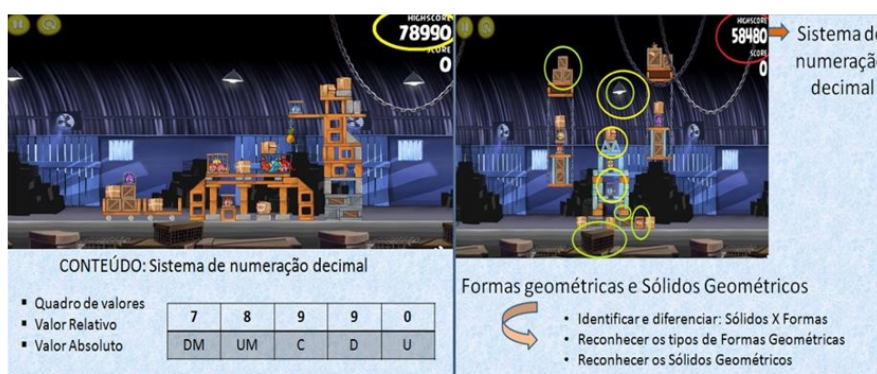 HIGHSCORE
78990
SCORE
0
CONTEÚDO: Sistema de numeração decimal
▪ Quadro de valores
▪ Valor Relativo
▪ Valor Absoluto
7 8 9 9 0
DM UM C D U
HIGHSCORE
58480
SCORE
0
Sistema de
numeração
decimal
Formas geométricas e Sólidos Geométricos
• Identificar e diferenciar: Sólidos X Formas
• Reconhecer os tipos de Formas Geométricas
• Reconhecer os Sólidos Geométricos